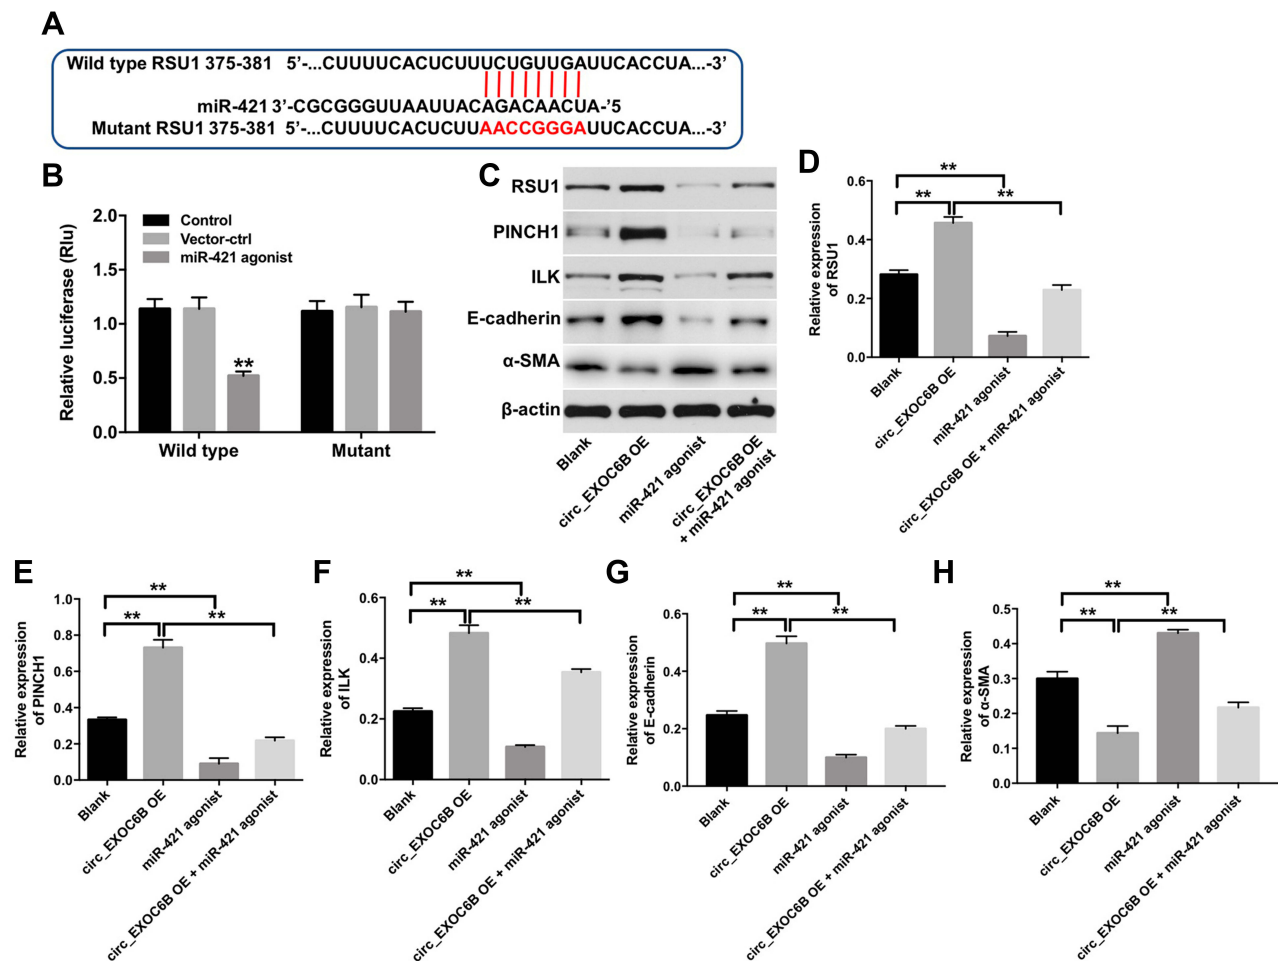 A
Wild type RSU1 375-381 5’-...CUUUUCACUCUUUCUGUUGAUUCACCUA...-3’
miR-421 3’-CGCGGGUUAAUUACAGACAACUA-’5
Mutant RSU1 375-381 5’-...CUUUUCACUCUUAACCGGGAUUCACCUA...-3’
B
Relative luciferase (Rlu)
2.0
1.5
1.0
0.5
0.0
Control
Vector-ctrl
miR-421 agonist
**
Wild type
Mutant
C
RSU1
PINCH1
ILK
E-cadherin
α-SMA
β-actin
Blank
circ_EXOC6B OE
miR-421 agonist
circ_EXOC6B OE
+ miR-421 agonist
D
Relative expression
of RSU1
0.6
0.4
0.2
0.0
**
**
**
Blank
circ_EXOC6B OE
miR-421 agonist
circ_EXOC6B OE + miR-421 agonist
E
Relative expression
of PINCH1
1.0
0.8
0.6
0.4
0.2
0.0
**
**
**
Blank
circ_EXOC6B OE
miR-421 agonist
circ_EXOC6B OE + miR-421 agonist
F
Relative expression
of ILK
0.6
0.4
0.2
0.0
**
**
**
Blank
circ_EXOC6B OE
miR-421 agonist
circ_EXOC6B OE + miR-421 agonist
G
Relative expression
of E-cadherin
0.6
0.4
0.2
0.0
**
**
**
Blank
circ_EXOC6B OE
miR-421 agonist
circ_EXOC6B OE + miR-421 agonist
H
Relative expression
of α-SMA
0.5
0.4
0.3
0.2
0.1
0.0
**
**
**
Blank
circ_EXOC6B OE
miR-421 agonist
circ_EXOC6B OE + miR-421 agonist